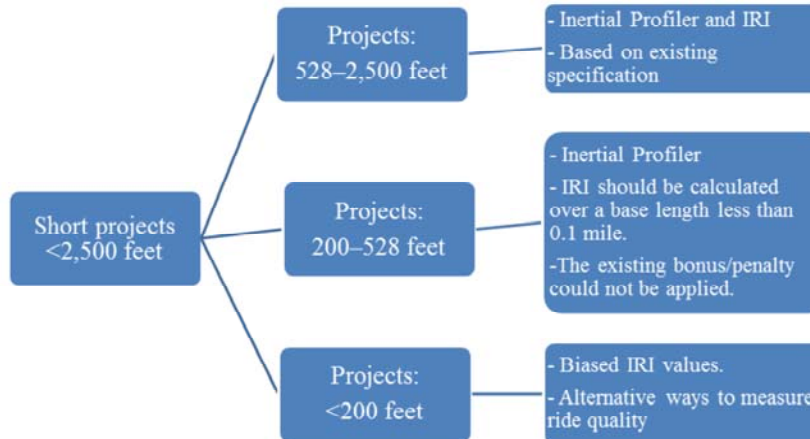 Short projects
<2,500 feet
Projects:
528–2,500 feet
- Inertial Profiler and IRI
- Based on existing
specification
Projects:
200–528 feet
- Inertial Profiler
- IRI should be calculated
over a base length less than
0.1 mile.
-The existing bonus/penalty
could not be applied.
Projects:
<200 feet
- Biased IRI values.
- Alternative ways to measure
ride quality